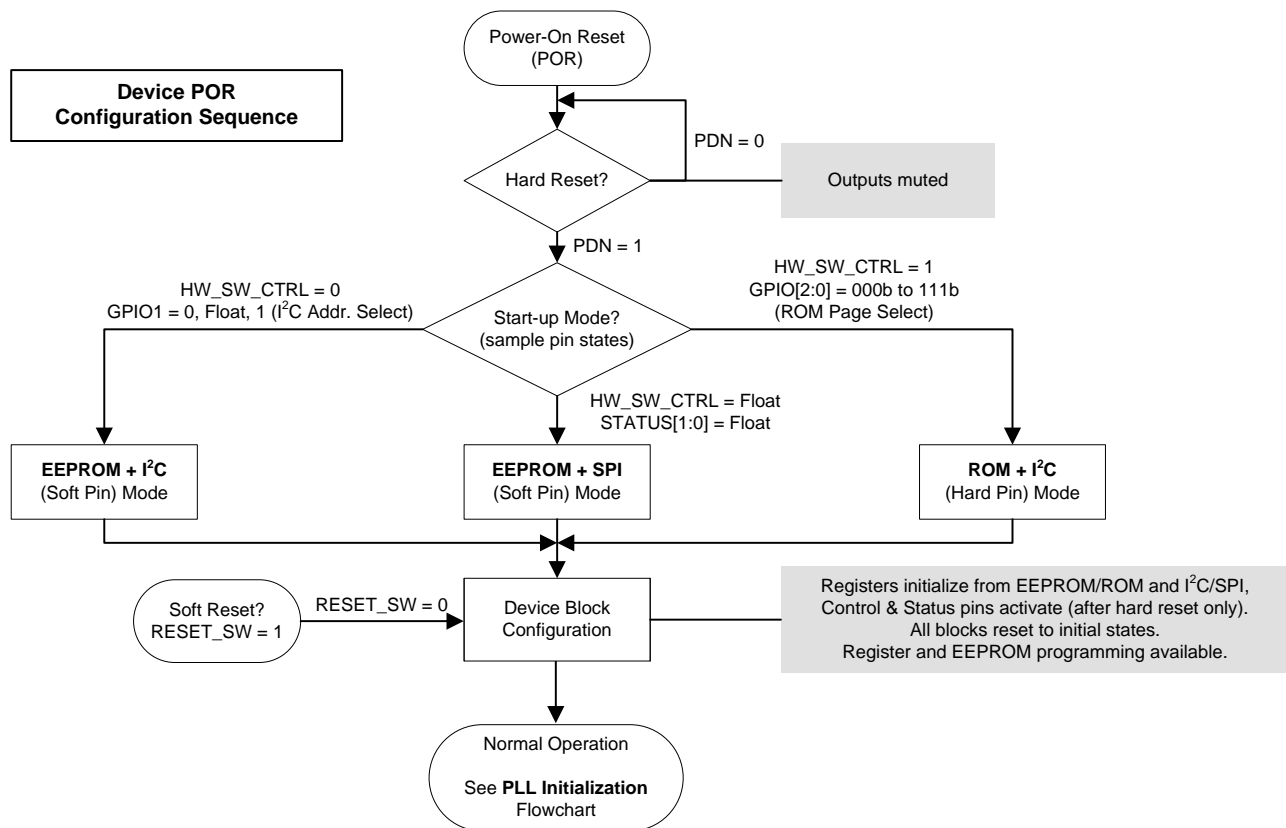 Power-On Reset
(POR)
Device POR
Configuration Sequence
PDN = 0
Hard Reset?
Outputs muted
PDN = 1
HW_SW_CTRL = 0
GPIO1 = 0, Float, 1 (I²C Addr. Select)
HW_SW_CTRL = 1
GPIO[2:0] = 000b to 111b
(ROM Page Select)
Start-up Mode?
(sample pin states)
HW_SW_CTRL = Float
STATUS[1:0] = Float
EEPROM + I²C
(Soft Pin) Mode
EEPROM + SPI
(Soft Pin) Mode
ROM + I²C
(Hard Pin) Mode
Soft Reset?
RESET_SW = 1
RESET_SW = 0
Device Block
Configuration
Registers initialize from EEPROM/ROM and I²C/SPI,
Control & Status pins activate (after hard reset only).
All blocks reset to initial states.
Register and EEPROM programming available.
Normal Operation
See PLL Initialization
Flowchart